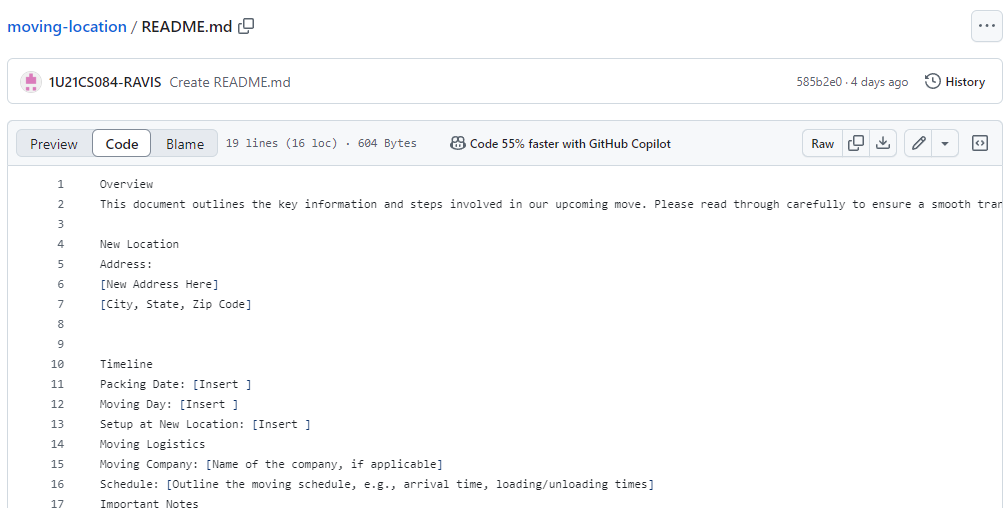 moving-location / README.md
...
1U21CS084-RAVIS Create README.md 585b2e0 · 4 days ago History
Preview Code Blame 19 lines (16 loc) · 604 Bytes Code 55% faster with GitHub Copilot Raw
1 Overview
2 This document outlines the key information and steps involved in our upcoming move. Please read through carefully to ensure a smooth tran
3
4 New Location
5 Address:
6 [New Address Here]
7 [City, State, Zip Code]
8
9
10 Timeline
11 Packing Date: [Insert ]
12 Moving Day: [Insert ]
13 Setup at New Location: [Insert ]
14 Moving Logistics
15 Moving Company: [Name of the company, if applicable]
16 Schedule: [Outline the moving schedule, e.g., arrival time, loading/unloading times]
17 Important Notes